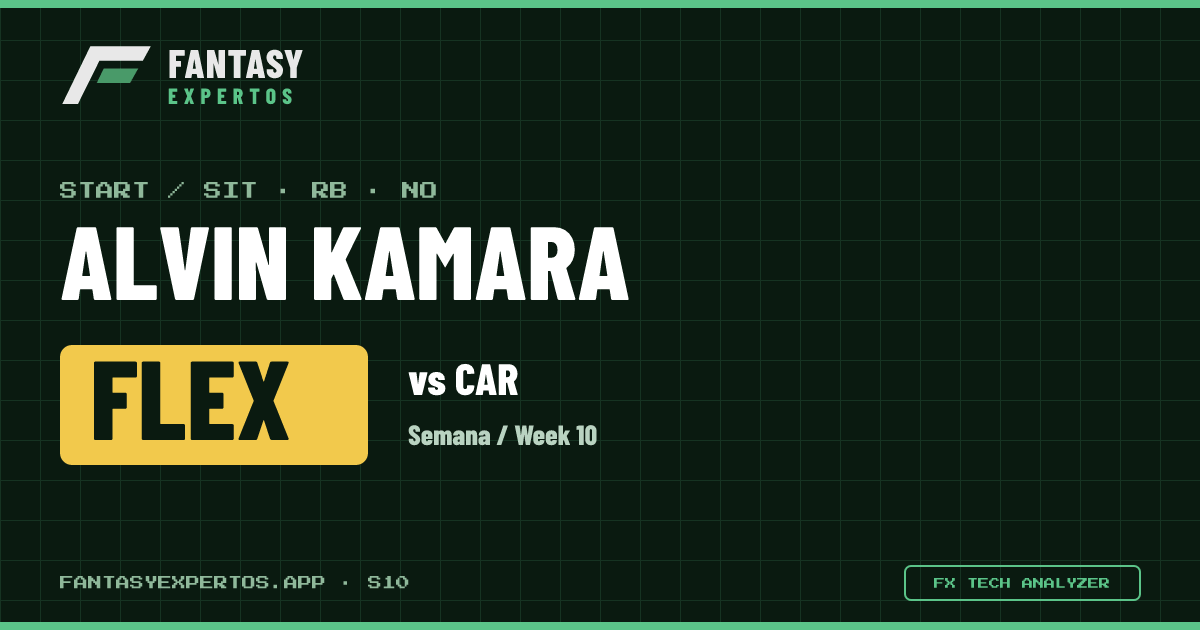 FANTASY
EXPERTOS
START / SIT · RB · NO
ALVIN KAMARA
FLEX
vs CAR
Semana / Week 10
FANTASYEXPERTOS.APP · S10
FX TECH ANALYZER